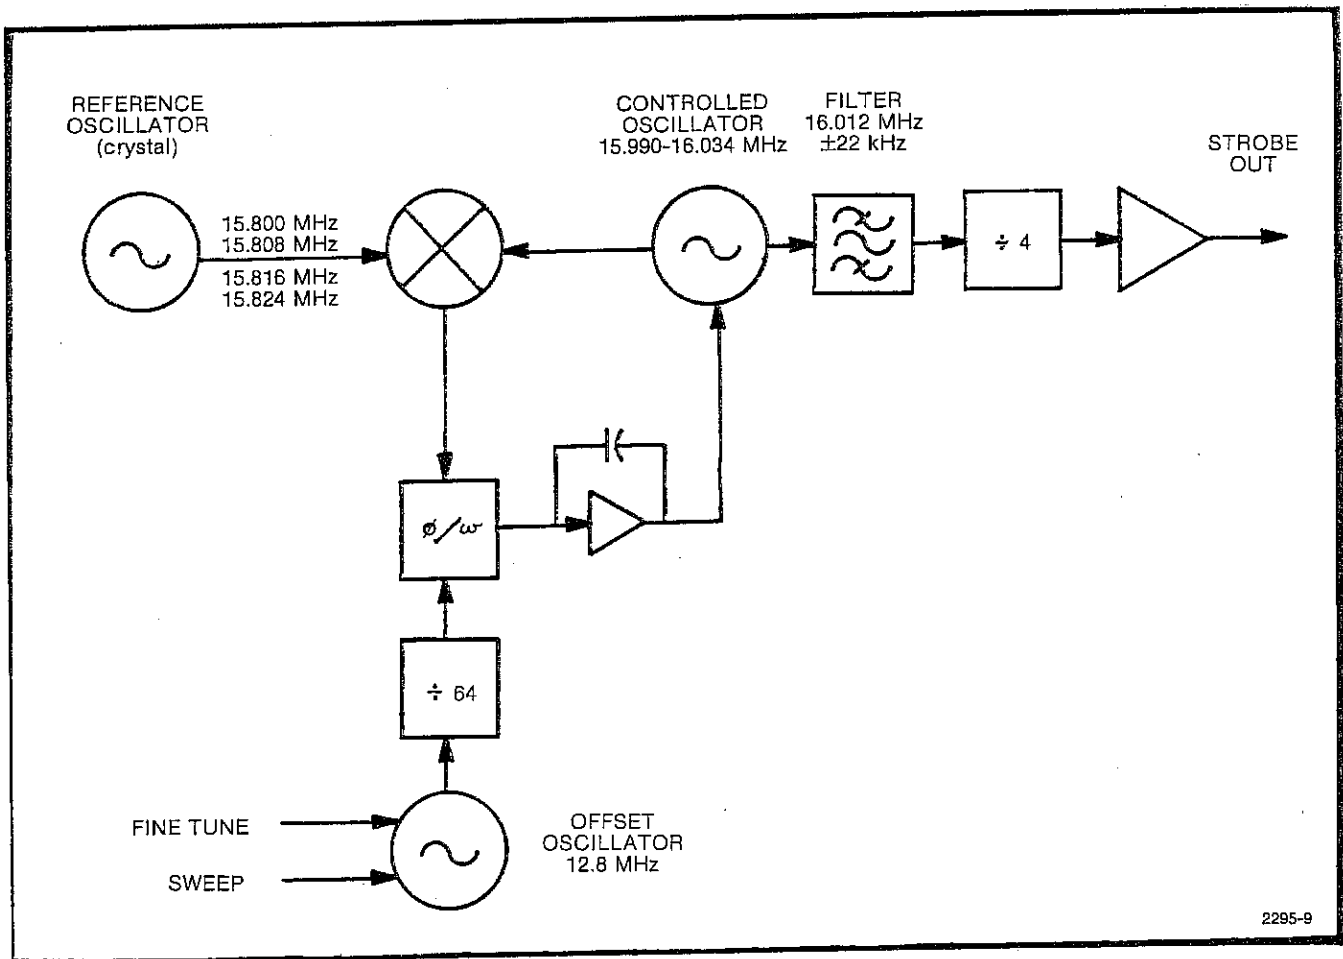 REFERENCE
OSCILLATOR
(crystal)
15.800 MHz
15.808 MHz
15.816 MHz
15.824 MHz
CONTROLLED
OSCILLATOR
15.990-16.034 MHz
FILTER
16.012 MHz
±22 kHz
÷ 4
STROBE
OUT
ø/ω
÷ 64
FINE TUNE
SWEEP
OFFSET
OSCILLATOR
12.8 MHz
2295-9